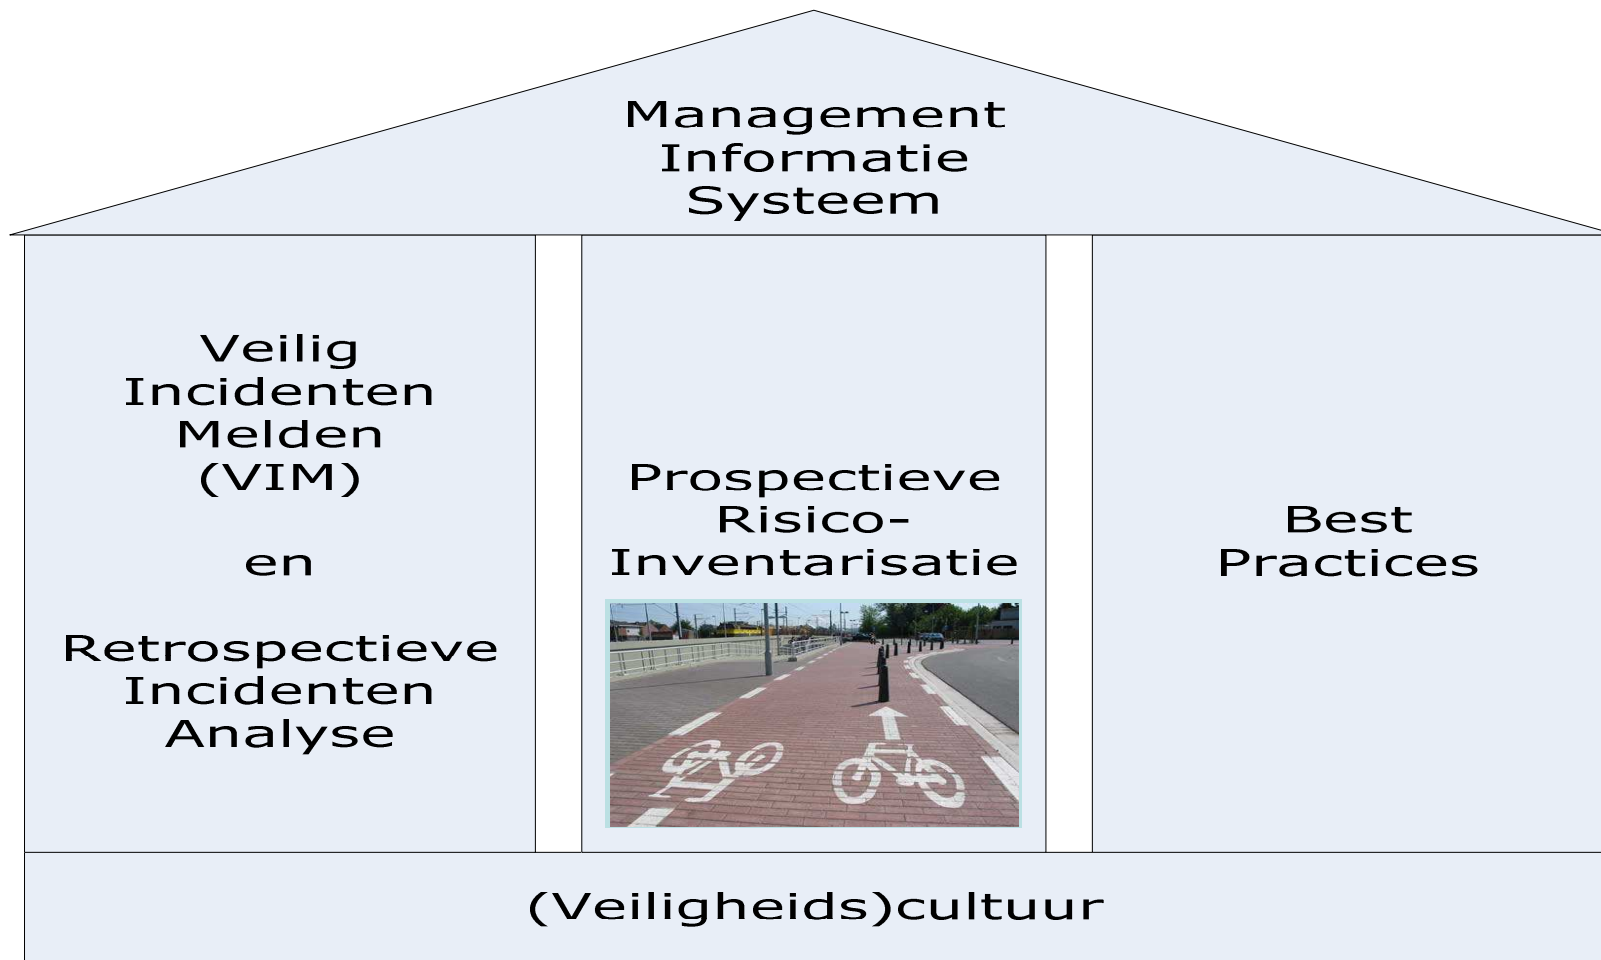 Management
Informatie
Systeem
Veilig
Incidenten
Melden
(VIM)
en
Retrospectieve
Incidenten
Analyse
Prospectieve
Risico-
Inventarisatie
Best
Practices
(Veiligheids)cultuur